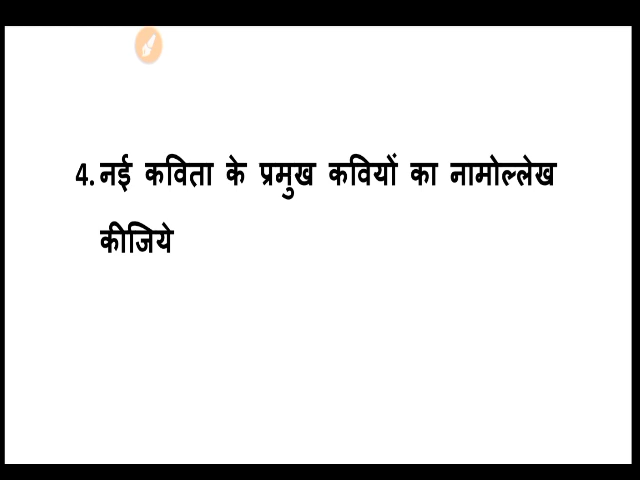 4. नई कविता के प्रमुख कवियों का नामोल्लेख
कीजिये